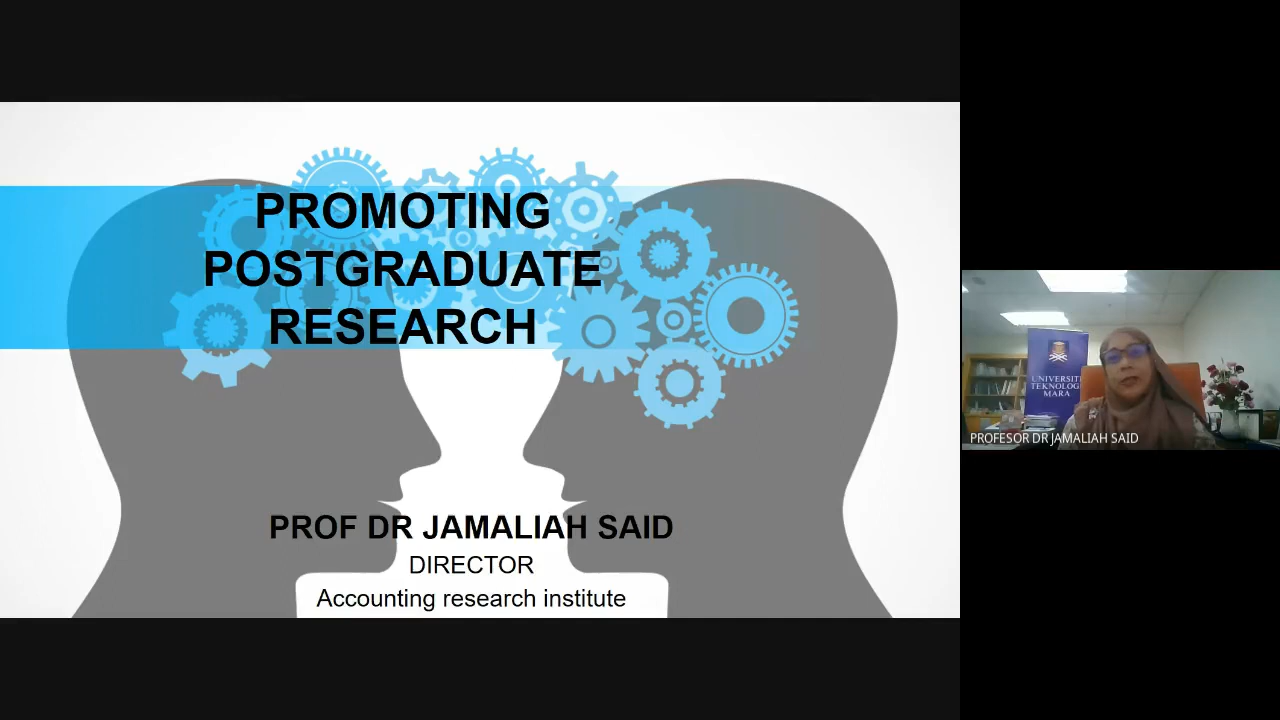 PROMOTING
POSTGRADUATE
RESEARCH
PROF DR JAMALIAH SAID
DIRECTOR
Accounting research institute
UNIVERSITI
TEKNOLOGI
MARA
PROFESOR DR JAMALIAH SAID